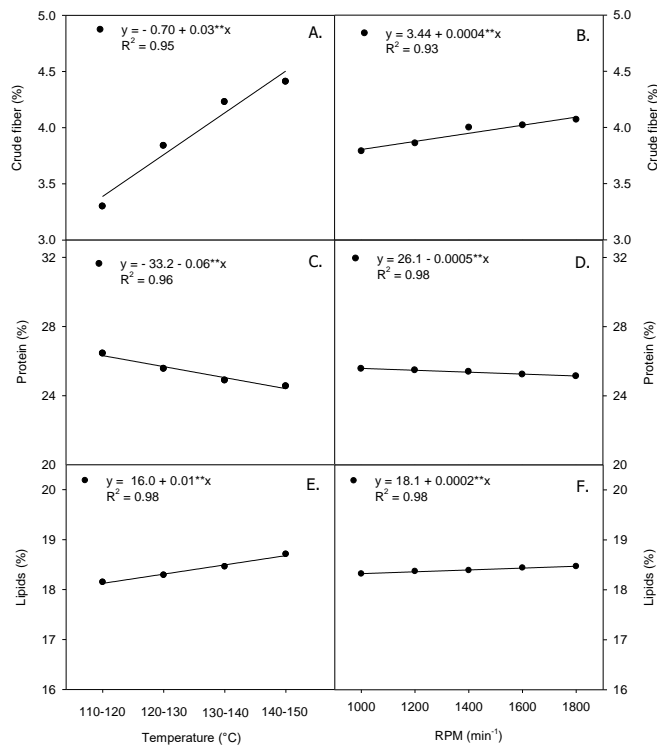 y = - 0.70 + 0.03**x
R² = 0.95
A.
Crude fiber (%)
5.0
4.5
4.0
3.5
3.0
y = 3.44 + 0.0004**x
R² = 0.93
B.
5.0
4.5
4.0
3.5
3.0
Crude fiber (%)
y = - 33.2 - 0.06**x
R² = 0.96
C.
Protein (%)
32
28
24
20
y = 26.1 - 0.0005**x
R² = 0.98
D.
32
28
24
20
Protein (%)
y = 16.0 + 0.01**x
R² = 0.98
E.
Lipids (%)
20
19
18
17
16
y = 18.1 + 0.0002**x
R² = 0.98
F.
20
19
18
17
16
Lipids (%)
110-120 120-130 130-140 140-150
Temperature (°C)
1000 1200 1400 1600 1800
RPM (min⁻¹)